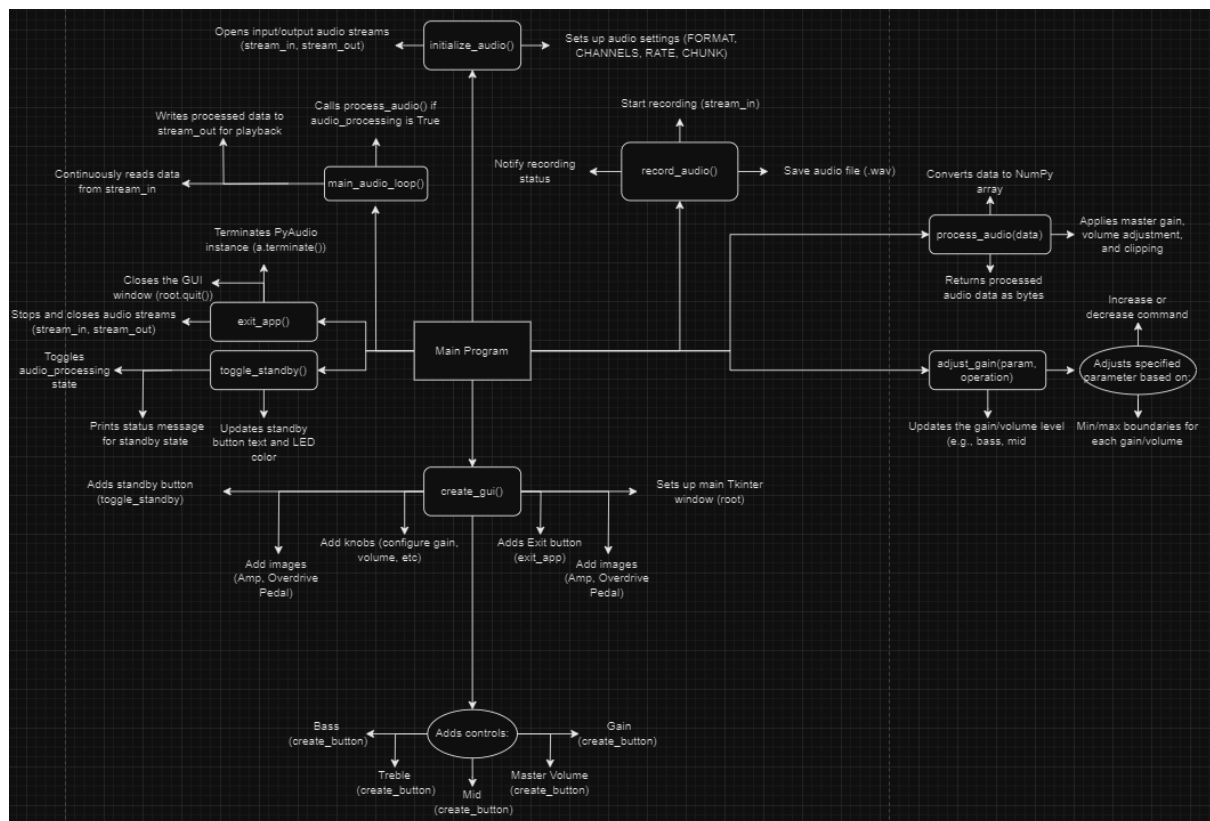 Opens input/output audio streams
(stream_in, stream_out)
initialize_audio()
Sets up audio settings (FORMAT,
CHANNELS, RATE, CHUNK)
Writes processed data to
stream_out for playback
Calls process_audio() if
audio_processing is True
Continuously reads data
from stream_in
main_audio_loop()
Start recording (stream_in)
Notify recording
status
record_audio()
Save audio file (.wav)
Converts data to NumPy
array
process_audio(data)
Applies master gain,
volume adjustment,
and clipping
Returns processed
audio data as bytes
Terminates PyAudio
instance (a.terminate())
Closes the GUI
window (root.quit())
Stops and closes audio streams
(stream_in, stream_out)
exit_app()
Main Program
Toggles
audio_processing
state
toggle_standby()
Prints status message
for standby state
Updates standby
button text and LED
color
Increase or
decrease command
adjust_gain(param,
operation)
Adjusts specified
parameter based on:
Updates the gain/volume level
(e.g., bass, mid
Min/max boundaries for
each gain/volume
Adds standby button
(toggle_standby)
create_gui()
Sets up main Tkinter
window (root)
Add images
(Amp, Overdrive
Pedal)
Add knobs (configure gain,
volume, etc)
Adds Exit button
(exit_app)
Add images
(Amp, Overdrive
Pedal)
Bass
(create_button)
Adds controls:
Gain
(create_button)
Treble
(create_button)
Mid
(create_button)
Master Volume
(create_button)